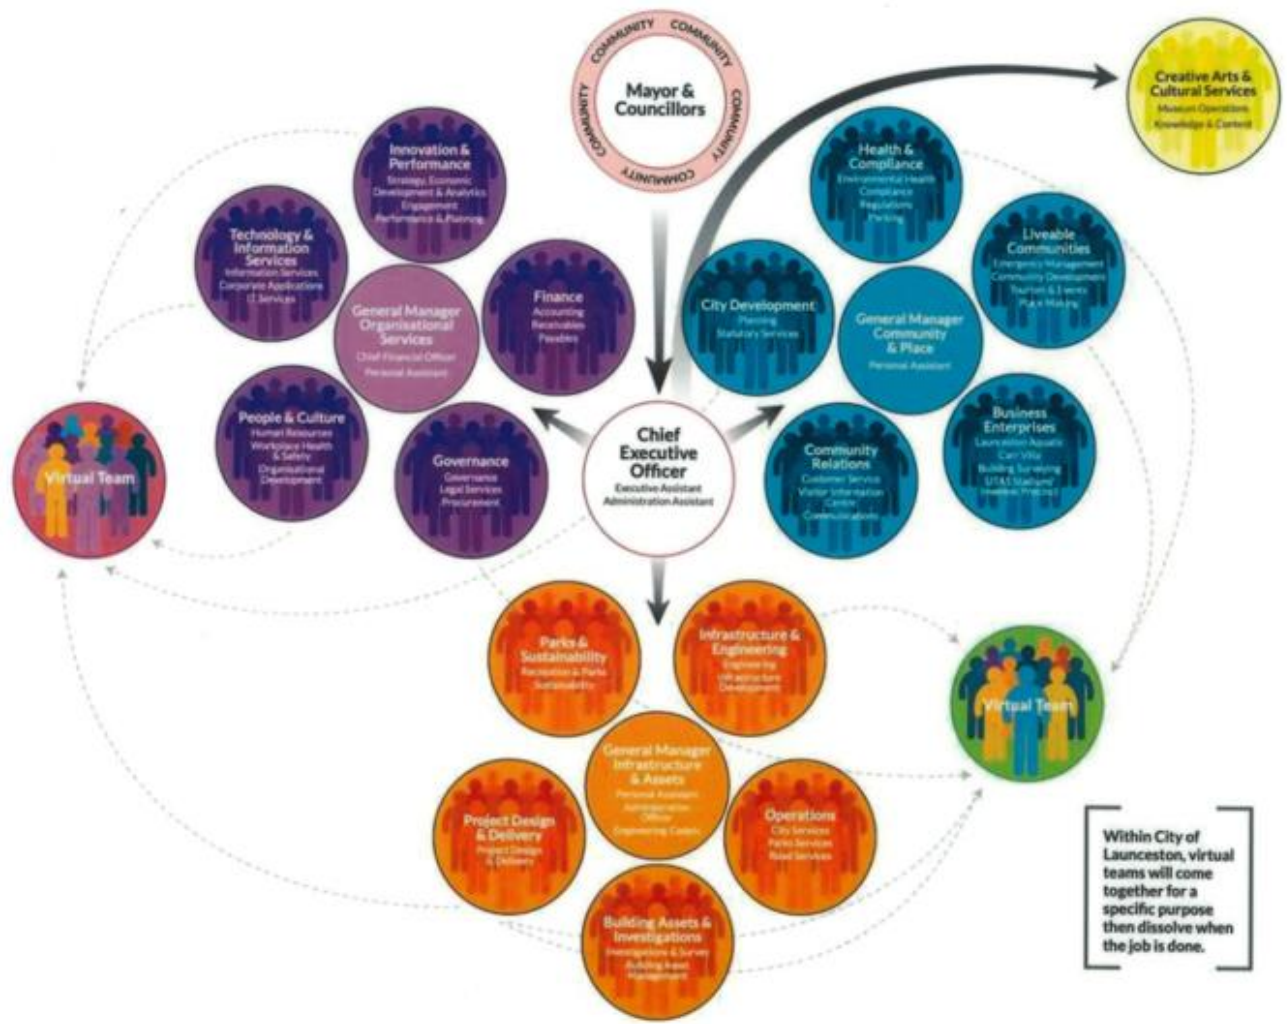 COMMUNITY COMMUNITY COMMUNITY COMMUNITY COMMUNITY
Mayor &
Councillors
Creative Arts &
Cultural Services
Museum Operations
Knowledge & Content
Innovation &
Performance
Strategy, Economic
Development & Analytics
Engagement
Performance & Planning
Technology &
Information
Services
Information Services
Corporate Applications
IT Services
General Manager
Organisational
Services
Chief Financial Officer
Personal Assistant
Finance
Accounting
Receivables
Payables
People & Culture
Human Resources
Workplace Health
& Safety
Organisational
Development
Governance
Governance
Legal Services
Procurement
Health &
Compliance
Environmental Health
Compliance
Regulations
Parking
Liveable
Communities
Emergency Management
Community Development
Tourism & Events
Place Making
City Development
Planning
Statutory Services
General Manager
Community
& Place
Personal Assistant
Business
Enterprises
Launceston Aquatic
Carr Villa
Building Surveying
UTAS Stadium/
Inveresk Precinct
Community
Relations
Customer Service
Visitor Information
Centre
Communications
Chief
Executive
Officer
Executive Assistant
Administration Assistant
Virtual Team
Parks &
Sustainability
Recreation & Parks
Sustainability
Infrastructure &
Engineering
Engineering
Infrastructure
Development
General Manager
Infrastructure
& Assets
Personal Assistant
Administration
Officer
Engineering Cadets
Project Design
& Delivery
Project Design
& Delivery
Operations
City Services
Parks Services
Road Services
Building Assets &
Investigations
Investigations & Survey
Building Asset
Management
Virtual Team
Within City of
Launceston, virtual
teams will come
together for a
specific purpose
then dissolve when
the job is done.